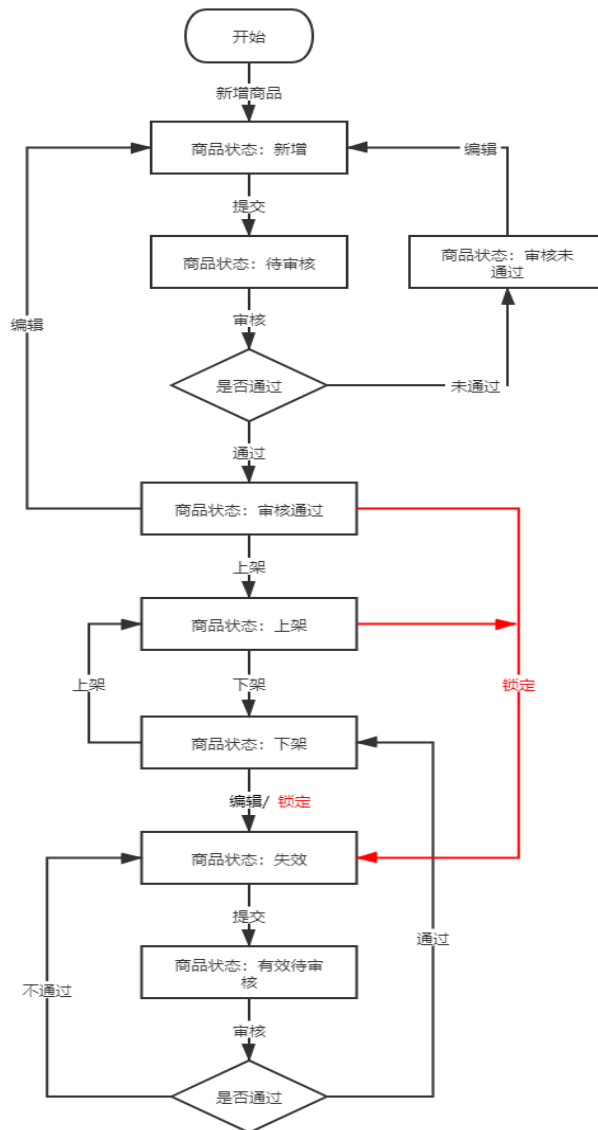 开始
新增商品
商品状态：新增
编辑
提交
商品状态：待审核
商品状态：审核未
通过
编辑
审核
是否通过
未通过
通过
商品状态：审核通过
上架
商品状态：上架
上架
下架
锁定
商品状态：下架
编辑/ 锁定
商品状态：失效
提交
通过
商品状态：有效待审
核
不通过
审核
是否通过